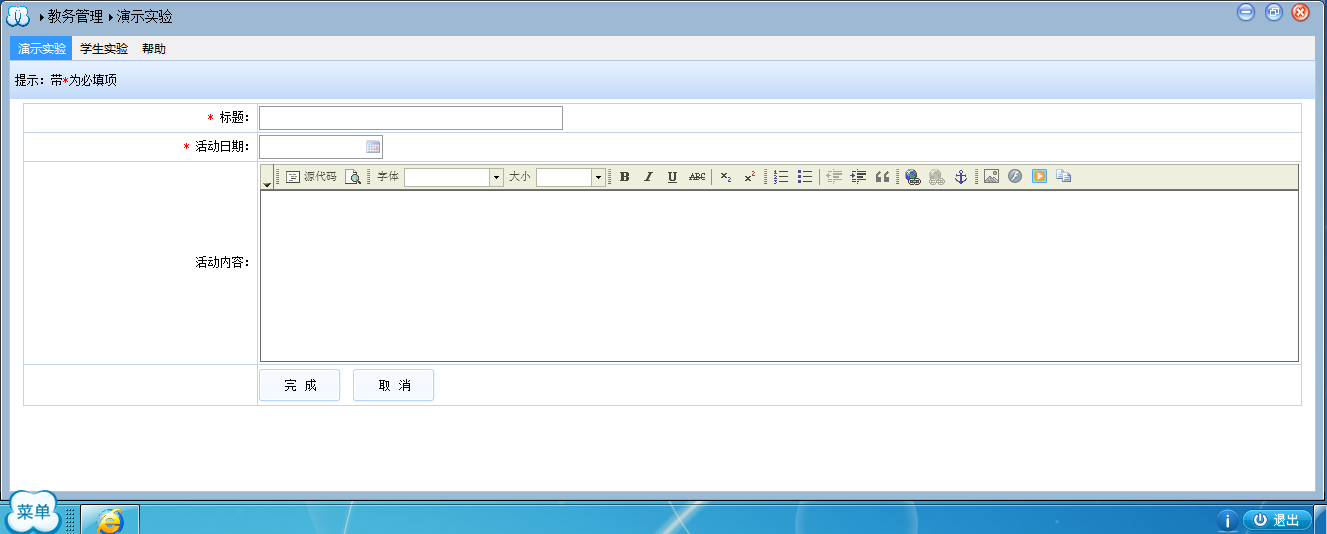 教务管理 演示实验
演示实验 学生实验 帮助
提示：带*为必填项
* 标题：
* 活动日期：
源代码 字体 大小 B I U ABC x₂ x²
活动内容：
完 成 取 消
菜单 退出